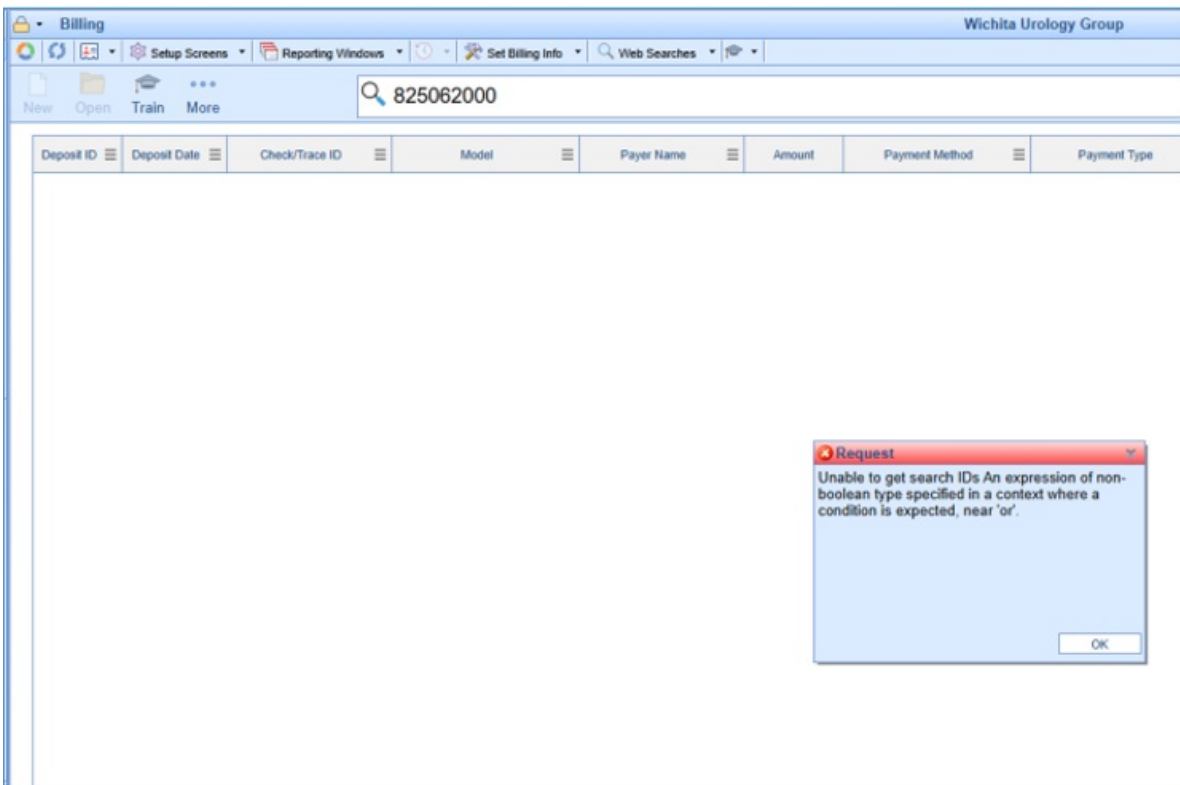 Billing Wichita Urology Group
Setup Screens Reporting Windows Set Billing Info Web Searches
New Open Train More
825062000
Deposit ID Deposit Date Check/Trace ID Model Payer Name Amount Payment Method Payment Type
Request
Unable to get search IDs An expression of non-
boolean type specified in a context where a
condition is expected, near 'or'.
OK